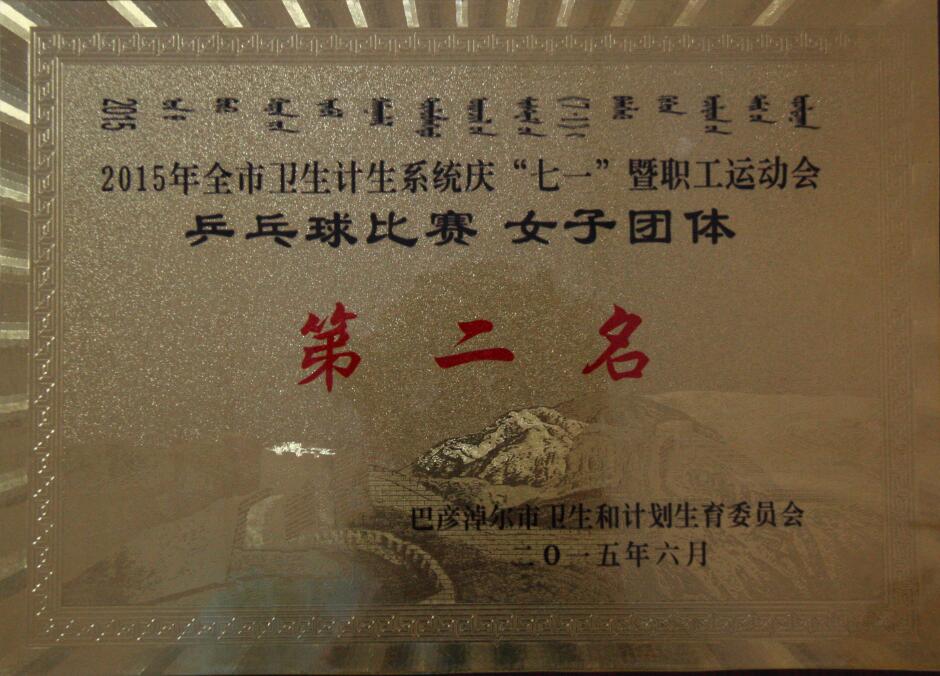 2015年全市卫生计生系统庆“七一”暨职工运动会
乒乓球比赛 女子团体
第二名
巴彦淖尔市卫生和计划生育委员会
二〇一五年六月